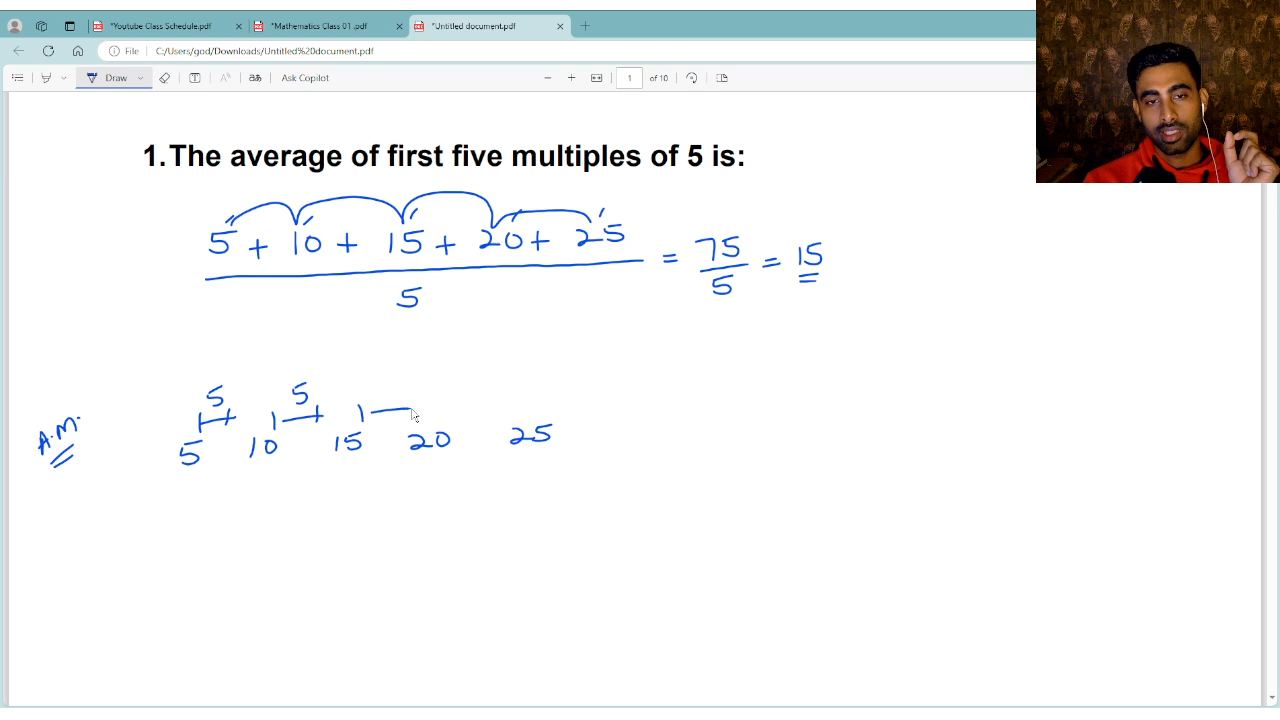 *Youtube Class Schedule.pdf
*Mathematics Class 01 .pdf
*Untitled document.pdf
File
C:/Users/god/Downloads/Untitled%20document.pdf
Draw
Ask Copilot
1
of 10
1. The average of first five multiples of 5 is:
5 + 10 + 15 + 20 + 25
5
= 75
5
= 15
A.M.
5 5
5 10 15 20 25